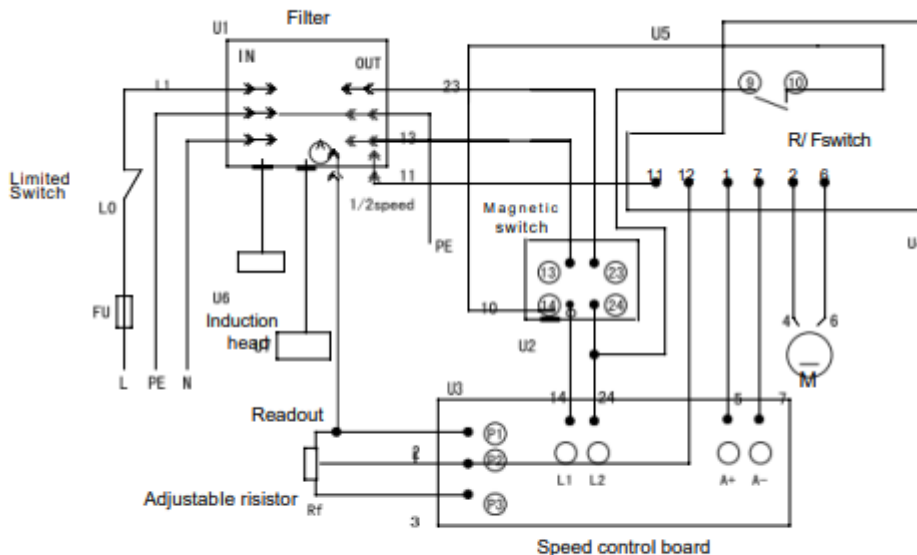 Filter
U1
IN
OUT
L1
23
U5
9
10
13
A
R/ Fswitch
Limited
Switch
11
1/2speed
11
12
1
7
2
6
LO
Magnetic
switch
PE
13
23
14
24
10
U6
Induction
head
FU
U2
4
6
M
L
PE
N
U3
14
24
5
7
Readout
P1
P2
P3
2
L1
L2
A+
A-
Adjustable risistor
Rf
3
Speed control board